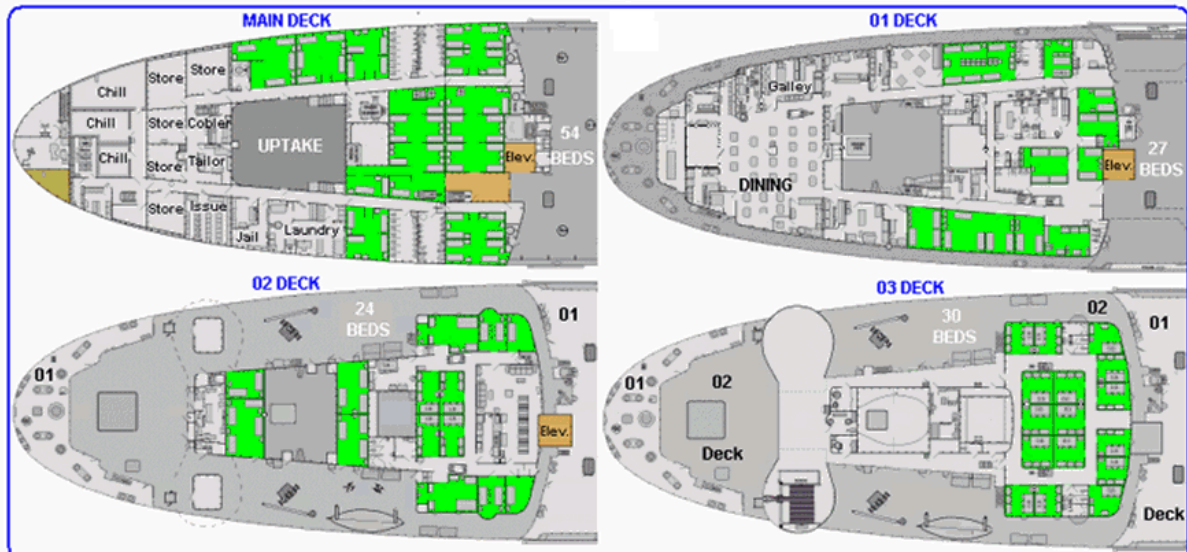 MAIN DECK
Store
Store
Chill
Chill
Store
Cobler
UPTAKE
54
BEDS
Elev.
Chill
Store
Tailor
Store
Issue
Jail
Laundry
01 DECK
Galley
DINING
27
BEDS
Elev.
02 DECK
24
BEDS
01
01
Elev.
03 DECK
30
BEDS
02
01
01
02
Deck
Deck